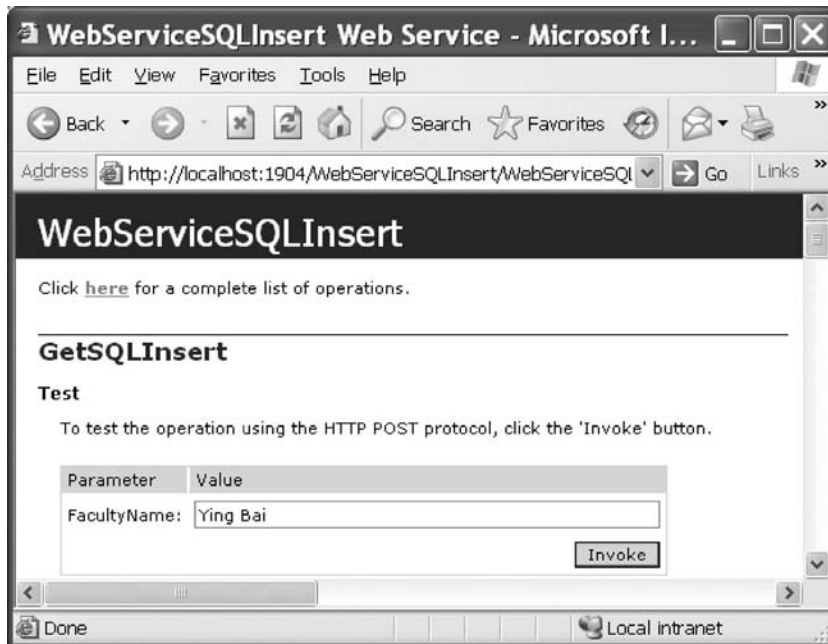 WebServiceSQLInsert Web Service - Microsoft I...
File Edit View Favorites Tools Help
Back Search Favorites »
Address http://localhost:1904/WebServiceSQLInsert/WebServiceSQl Go Links »
WebServiceSQLInsert
Click here for a complete list of operations.
GetSQLInsert
Test
To test the operation using the HTTP POST protocol, click the 'Invoke' button.
Parameter Value
FacultyName: Ying Bai
Invoke
Done Local intranet